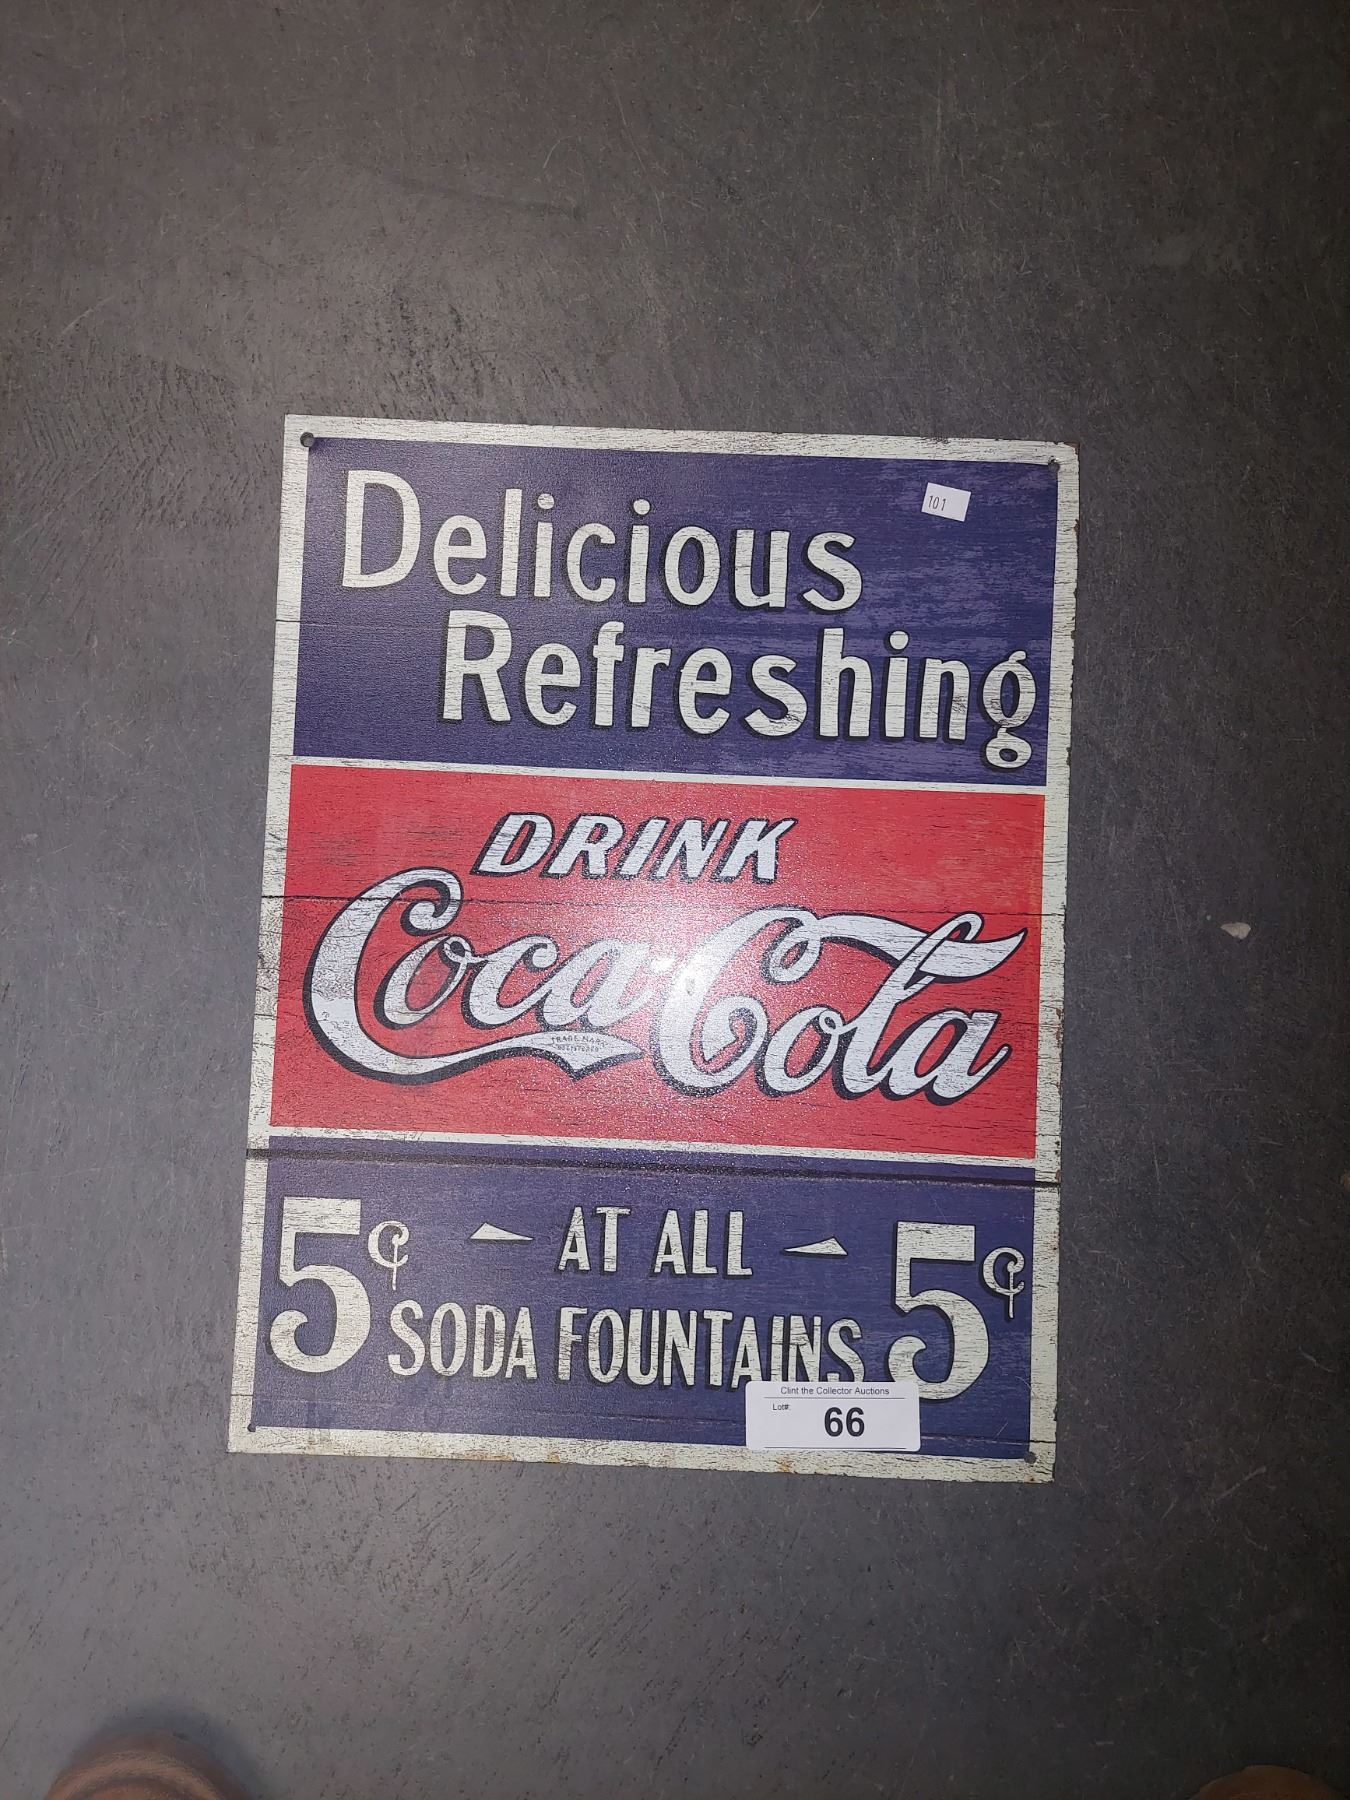 Delicious
101
Refreshing
DRINK
Coca-Cola
TRADE MARK
REGISTERED
5¢ AT ALL 5¢
SODA FOUNTAINS
Clint the Collector Auctions
Lot#: 66